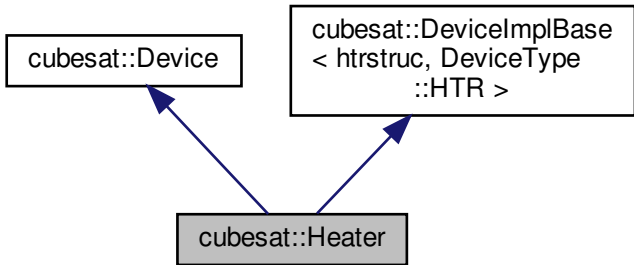 cubesat::Device
cubesat::DeviceImplBase
< htrstruc, DeviceType
::HTR >
cubesat::Heater